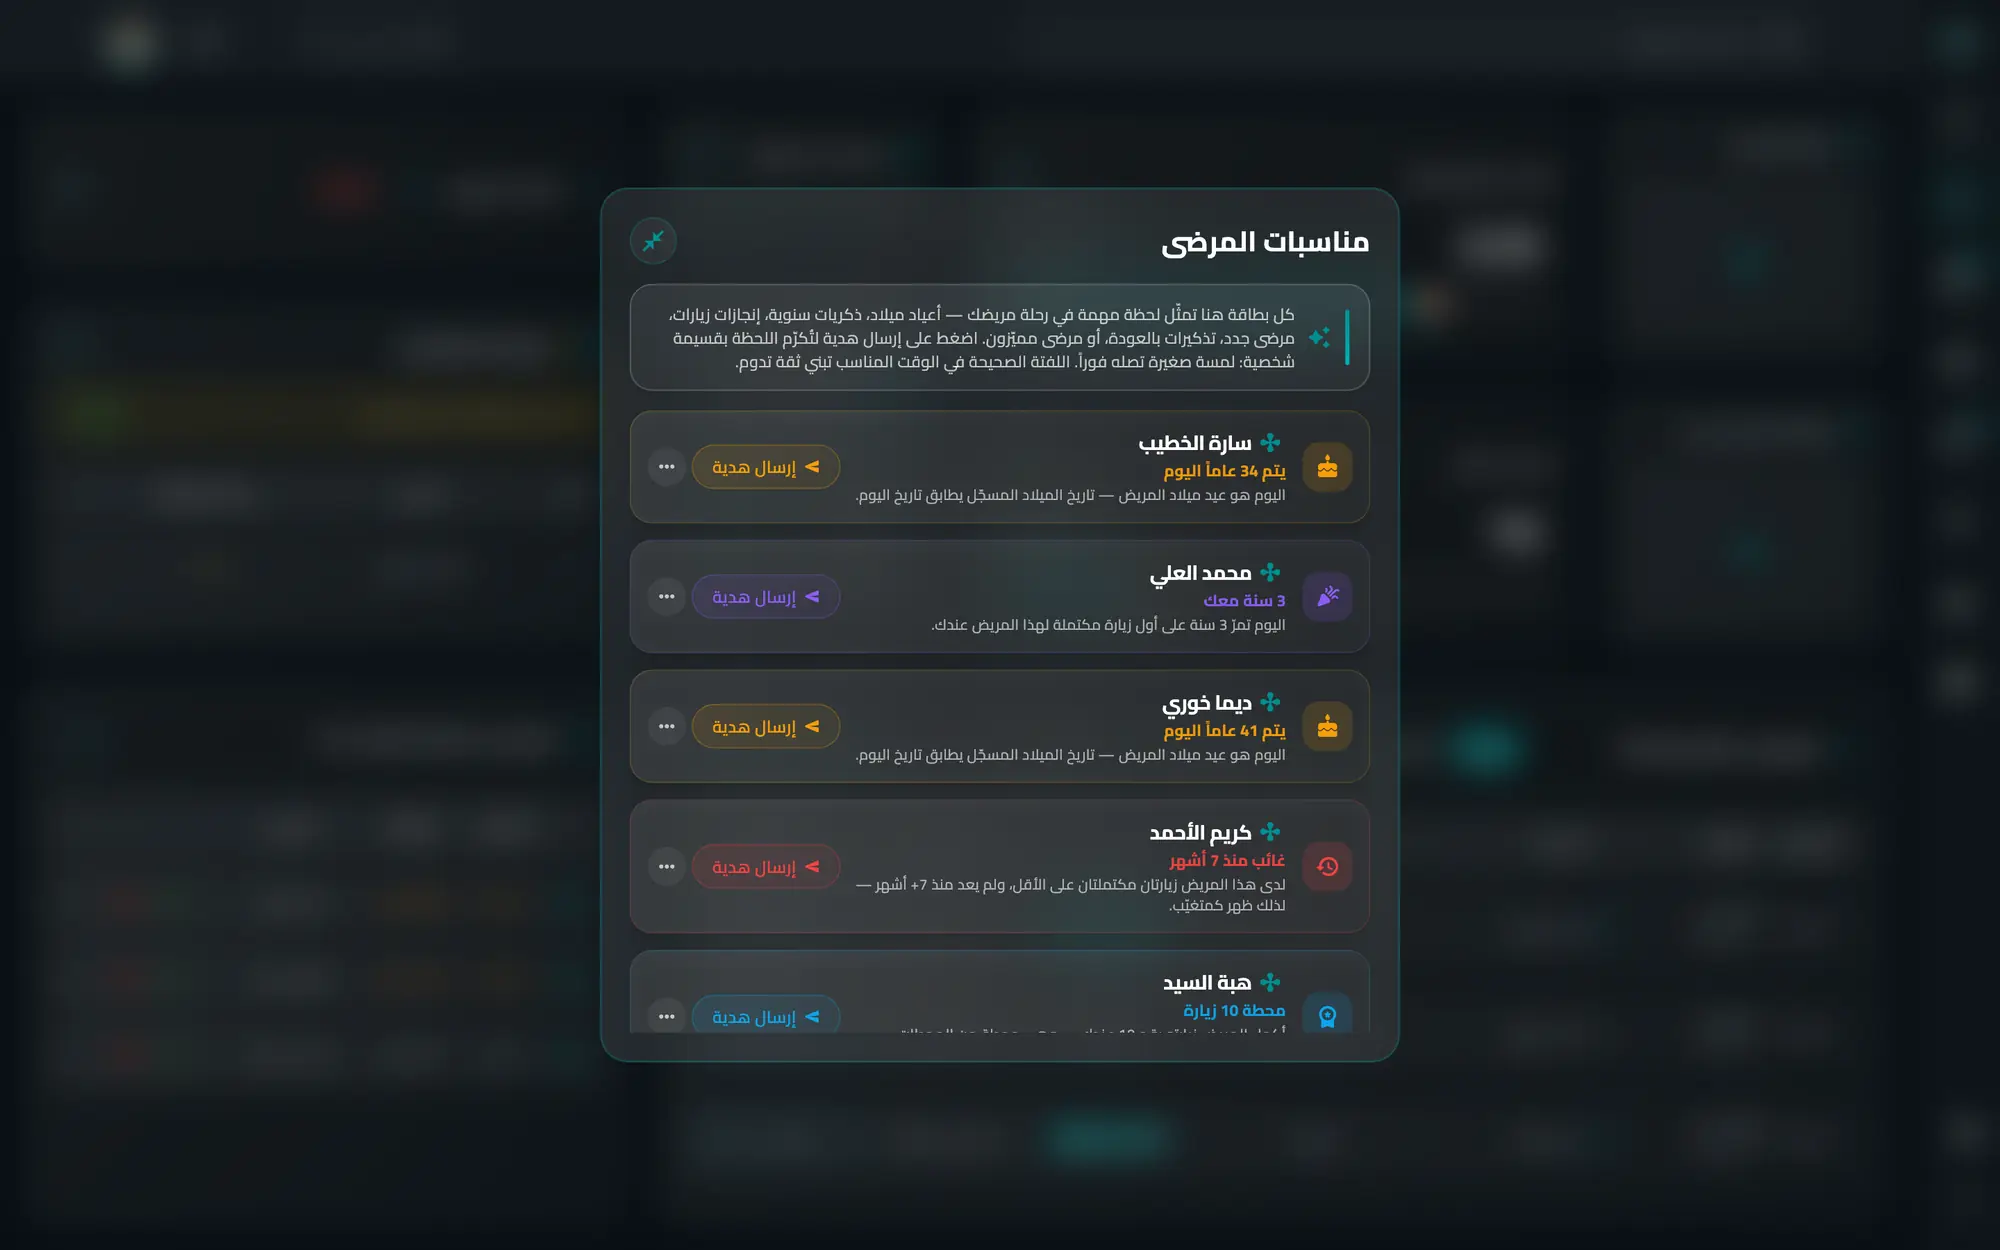 مناسبات المرضى
كل بطاقة هنا تمثّل لحظة مهمة في رحلة مريضك — أعياد ميلاد، ذكريات سنوية، إنجازات زيارات،
مرضى جدد، تذكيرات بالعودة، أو مرضى مميّزون. اضغط على إرسال هدية لتُكرّم اللحظة بقسيمة
شخصية: لمسة صغيرة تصله فوراً. اللفتة الصحيحة في الوقت المناسب تبني ثقة تدوم.
سارة الخطيب
يتم 34 عاماً اليوم
اليوم هو عيد ميلاد المريض — تاريخ الميلاد المسجّل يطابق تاريخ اليوم.
إرسال هدية
محمد العلي
3 سنة معك
اليوم تمرّ 3 سنة على أول زيارة مكتملة لهذا المريض عندك.
إرسال هدية
ديما خوري
يتم 41 عاماً اليوم
اليوم هو عيد ميلاد المريض — تاريخ الميلاد المسجّل يطابق تاريخ اليوم.
إرسال هدية
كريم الأحمد
غائب منذ 7 أشهر
لدى هذا المريض زيارتان مكتملتان على الأقل، ولم يعد منذ 7+ أشهر —
لذلك ظهر كمتغيّب.
إرسال هدية
هبة السيد
محطة 10 زيارة
إرسال هدية